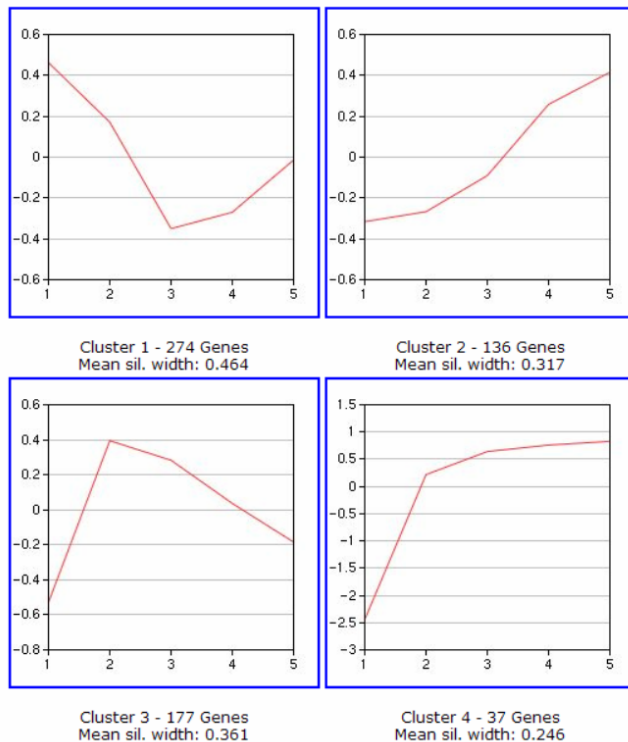 0.6
0.4
0.2
0
-0.2
-0.4
-0.6
1 2 3 4 5
Cluster 1 - 274 Genes
Mean sil. width: 0.464
0.6
0.4
0.2
0
-0.2
-0.4
-0.6
1 2 3 4 5
Cluster 2 - 136 Genes
Mean sil. width: 0.317
0.6
0.4
0.2
0
-0.2
-0.4
-0.6
-0.8
1 2 3 4 5
Cluster 3 - 177 Genes
Mean sil. width: 0.361
1.5
1
0.5
0
-0.5
-1
-1.5
-2
-2.5
-3
1 2 3 4 5
Cluster 4 - 37 Genes
Mean sil. width: 0.246